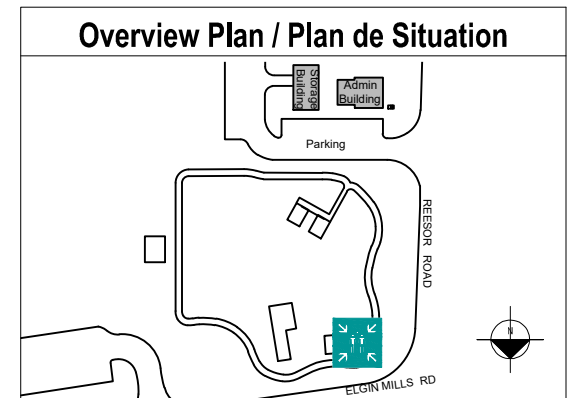 Overview Plan / Plan de Situation
Storage
Building
Admin
Building
Parking
REESOR ROAD
N
ELGIN MILLS RD